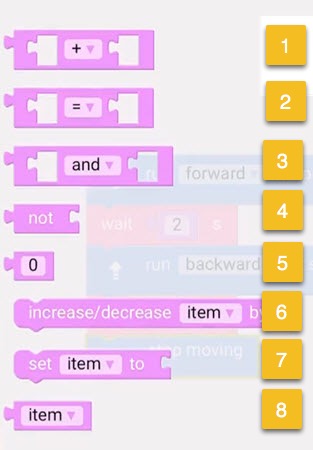 + 1
= 2
and 3
run forward
not 4
wait 2 s
0 5
run backward s
increase/decrease item by 6
set item to 7
stop moving
item 8